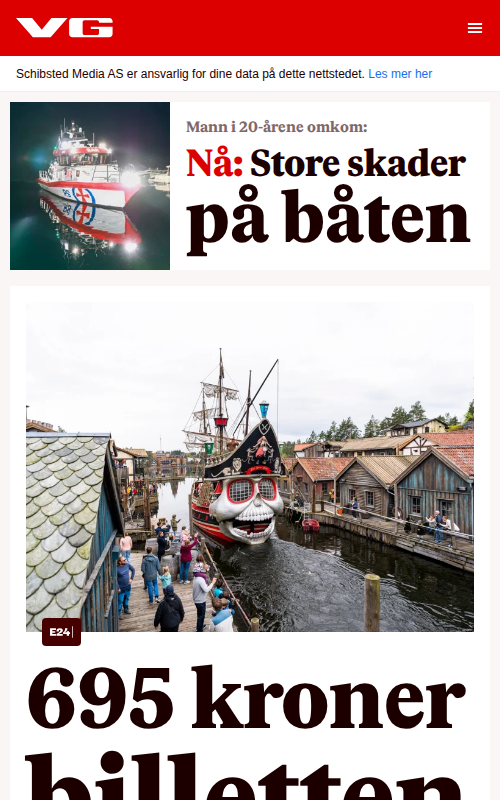 VG
Schibsted Media AS er ansvarlig for dine data på dette nettstedet. Les mer her
Mann i 20-årene omkom:
Nå: Store skader
på båten
E24
695 kroner
billetten